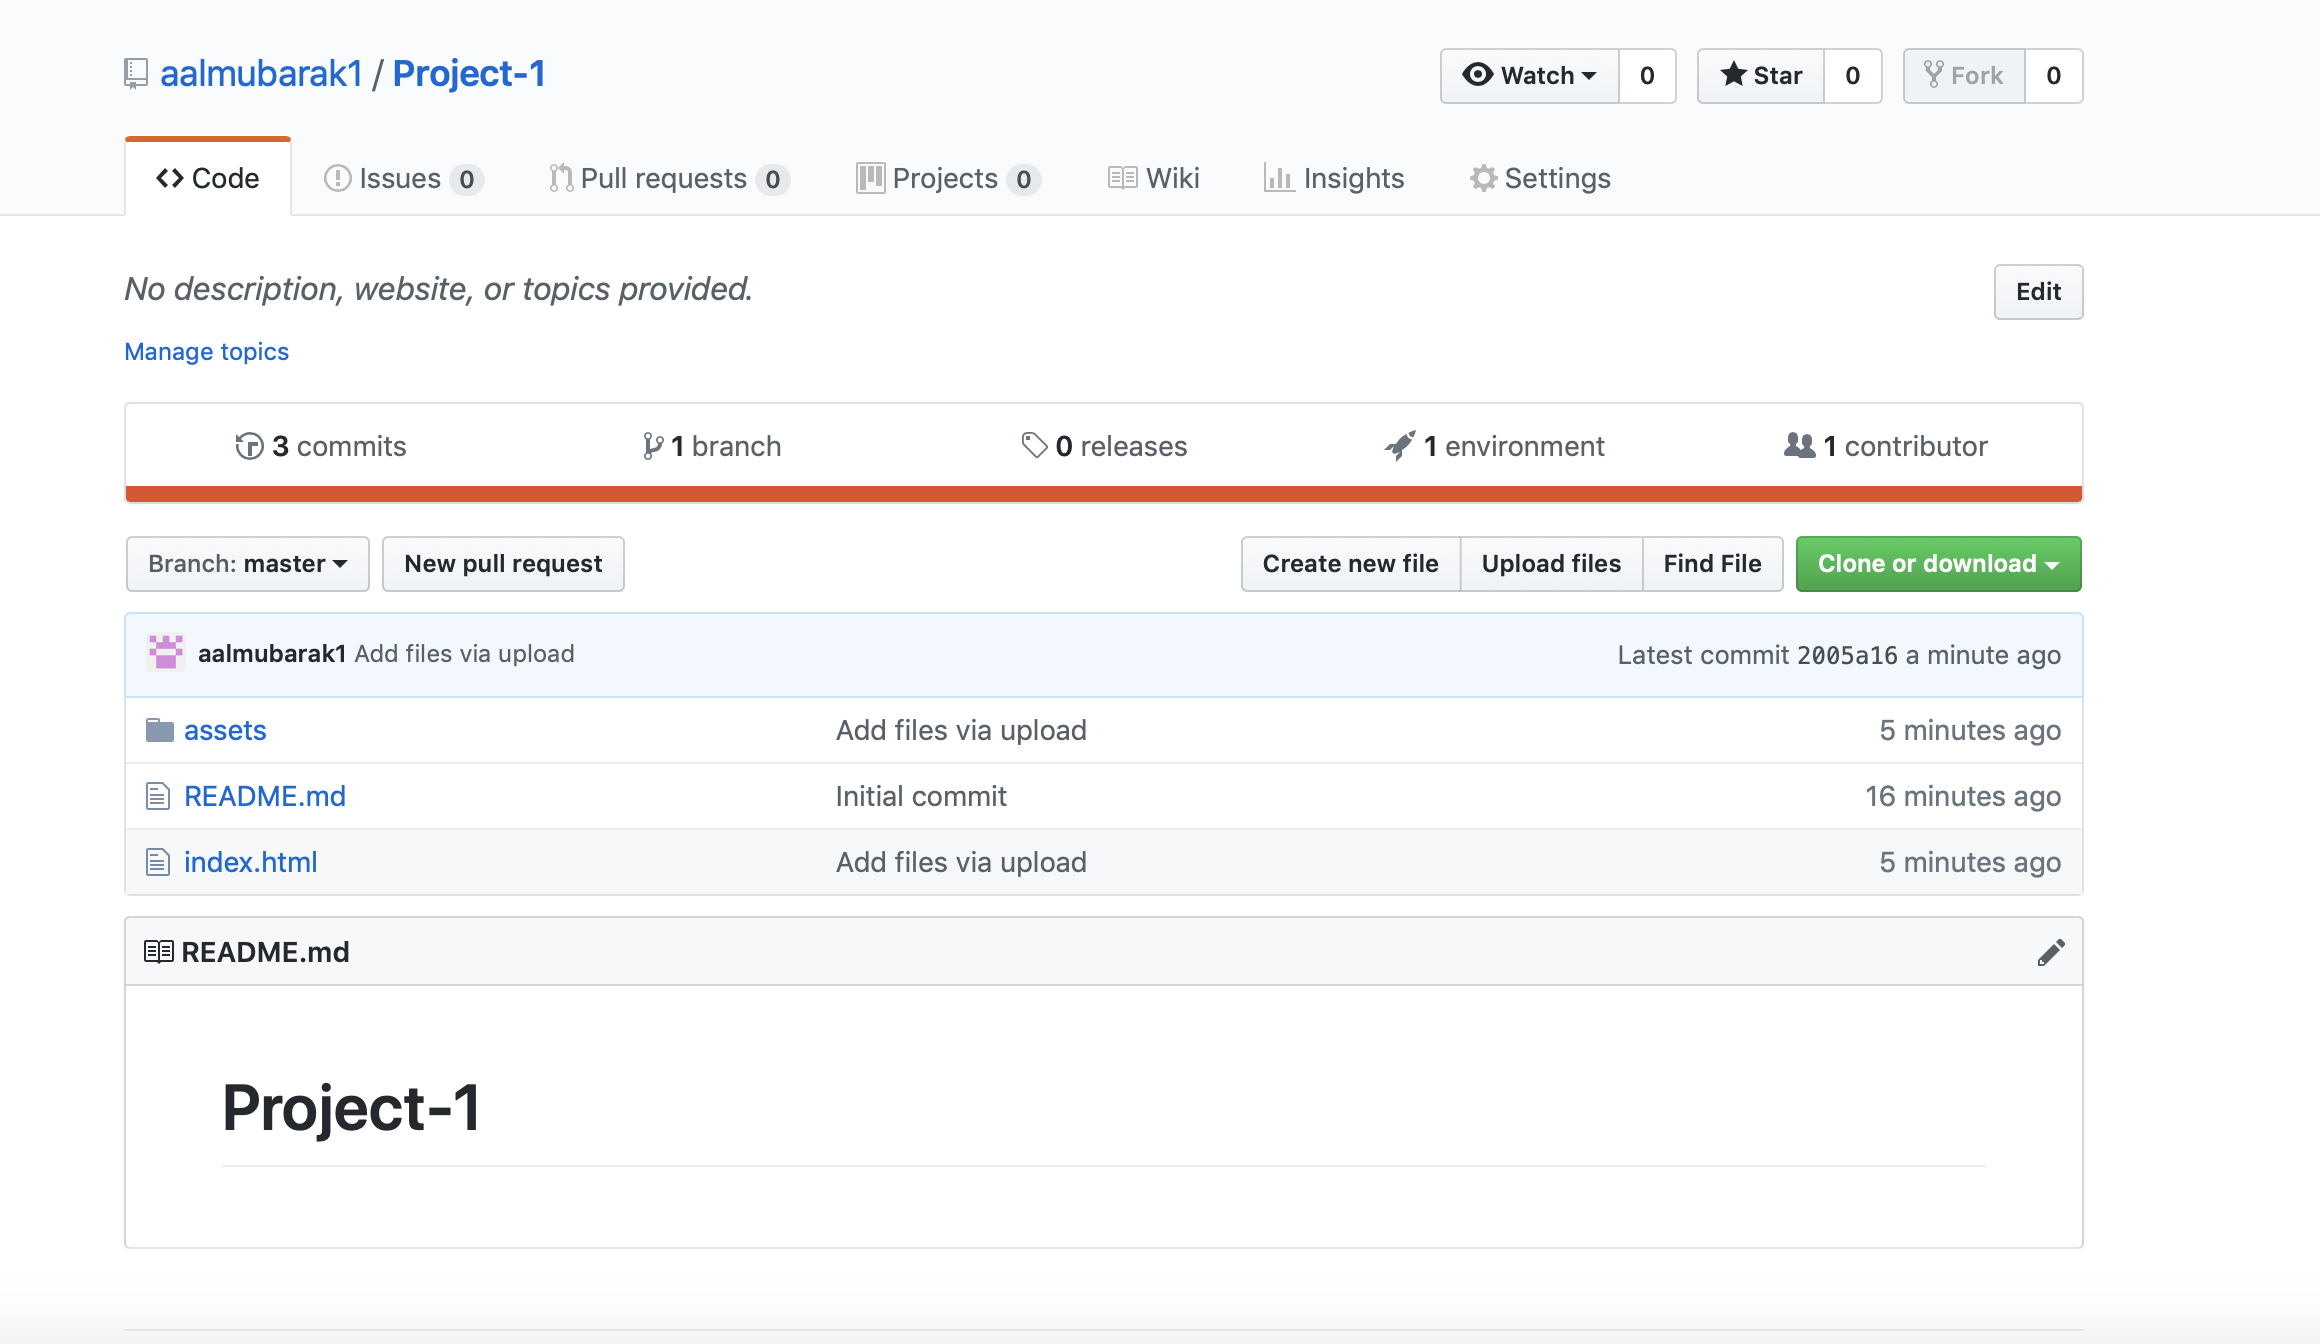 aalmubarak1 / Project-1
Watch 0 Star 0 Fork 0
Code Issues 0 Pull requests 0 Projects 0 Wiki Insights Settings
No description, website, or topics provided. Edit
Manage topics
3 commits 1 branch 0 releases 1 environment 1 contributor
Branch: master New pull request Create new file Upload files Find File Clone or download
aalmubarak1 Add files via upload Latest commit 2005a16 a minute ago
assets Add files via upload 5 minutes ago
README.md Initial commit 16 minutes ago
index.html Add files via upload 5 minutes ago
README.md
Project-1